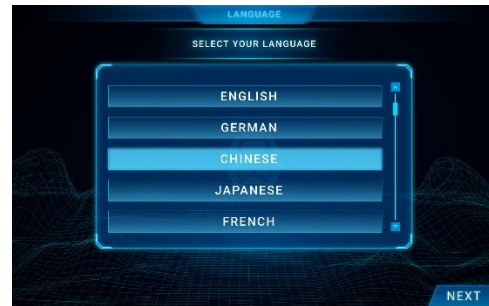 LANGUAGE
SELECT YOUR LANGUAGE
ENGLISH
GERMAN
CHINESE
JAPANESE
FRENCH
NEXT